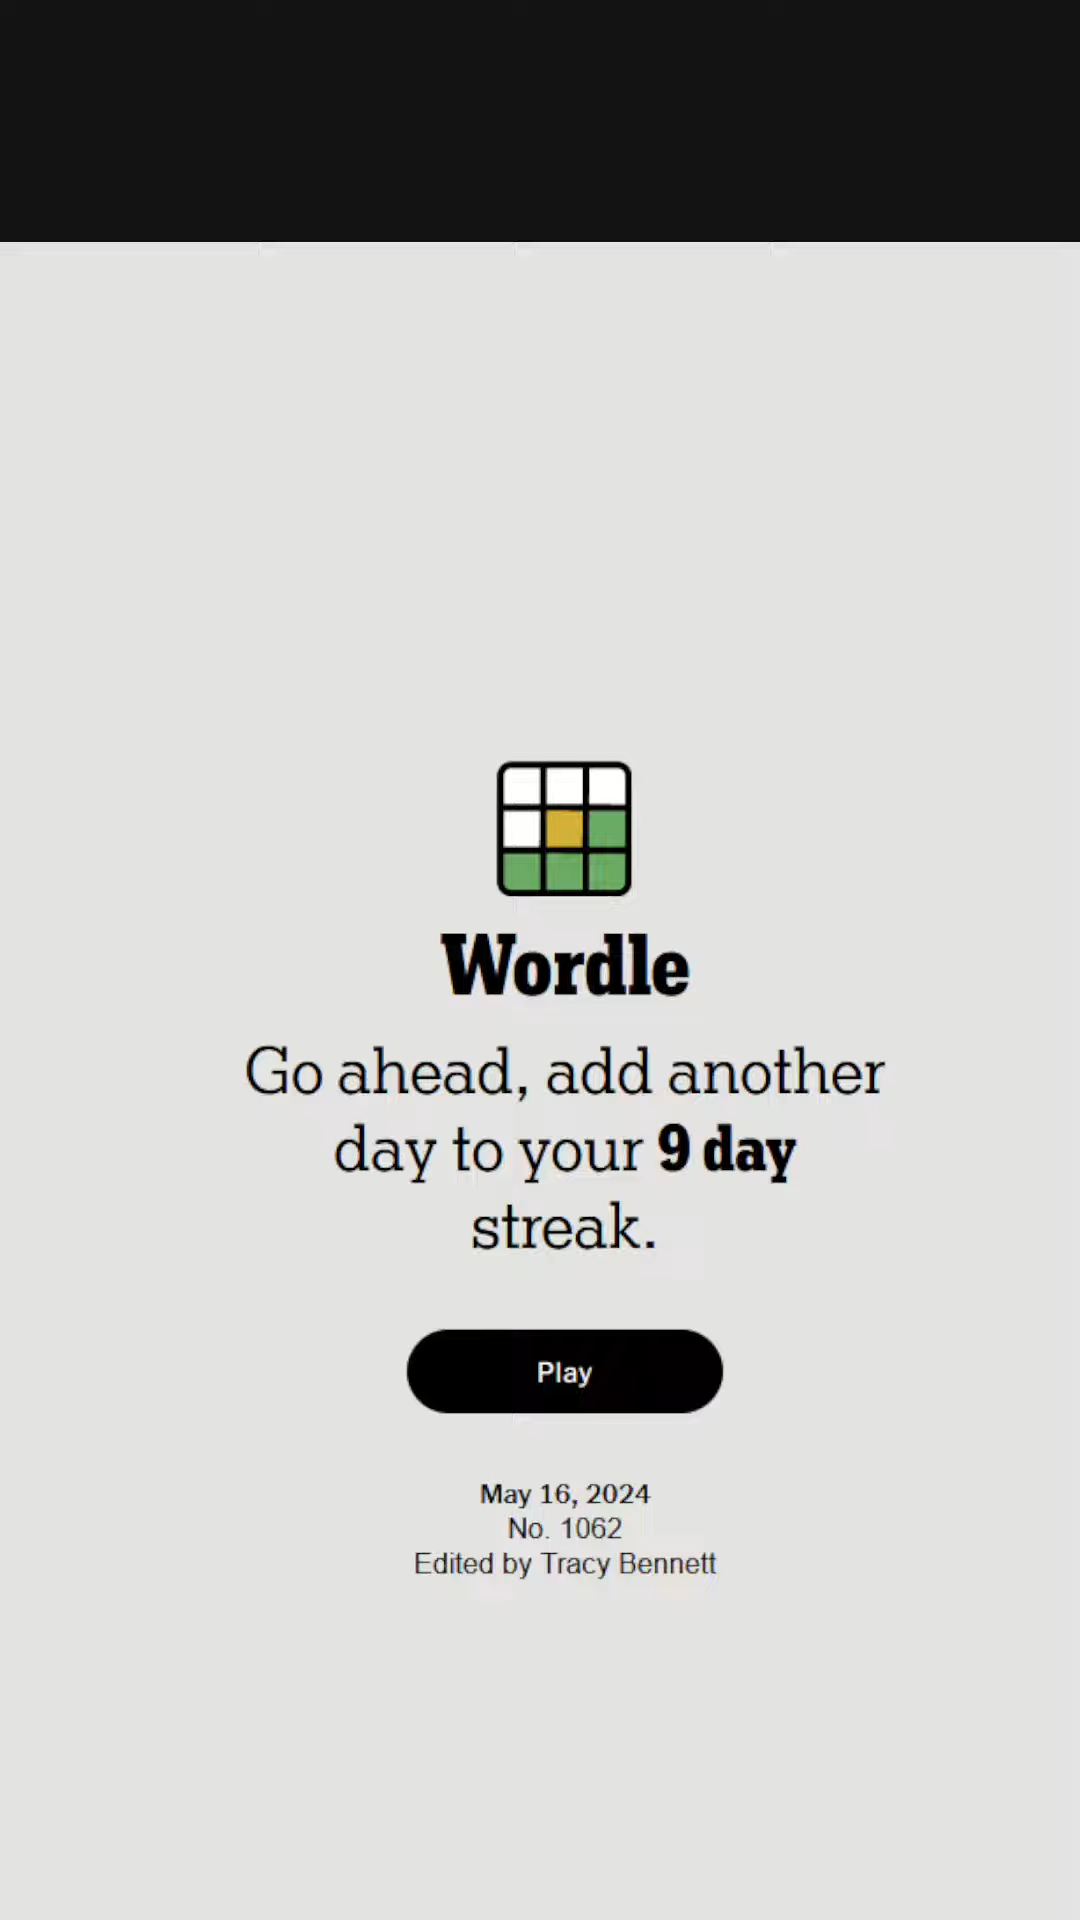 Wordle
Go ahead, add another
day to your 9 day
streak.
Play
May 16, 2024
No. 1062
Edited by Tracy Bennett